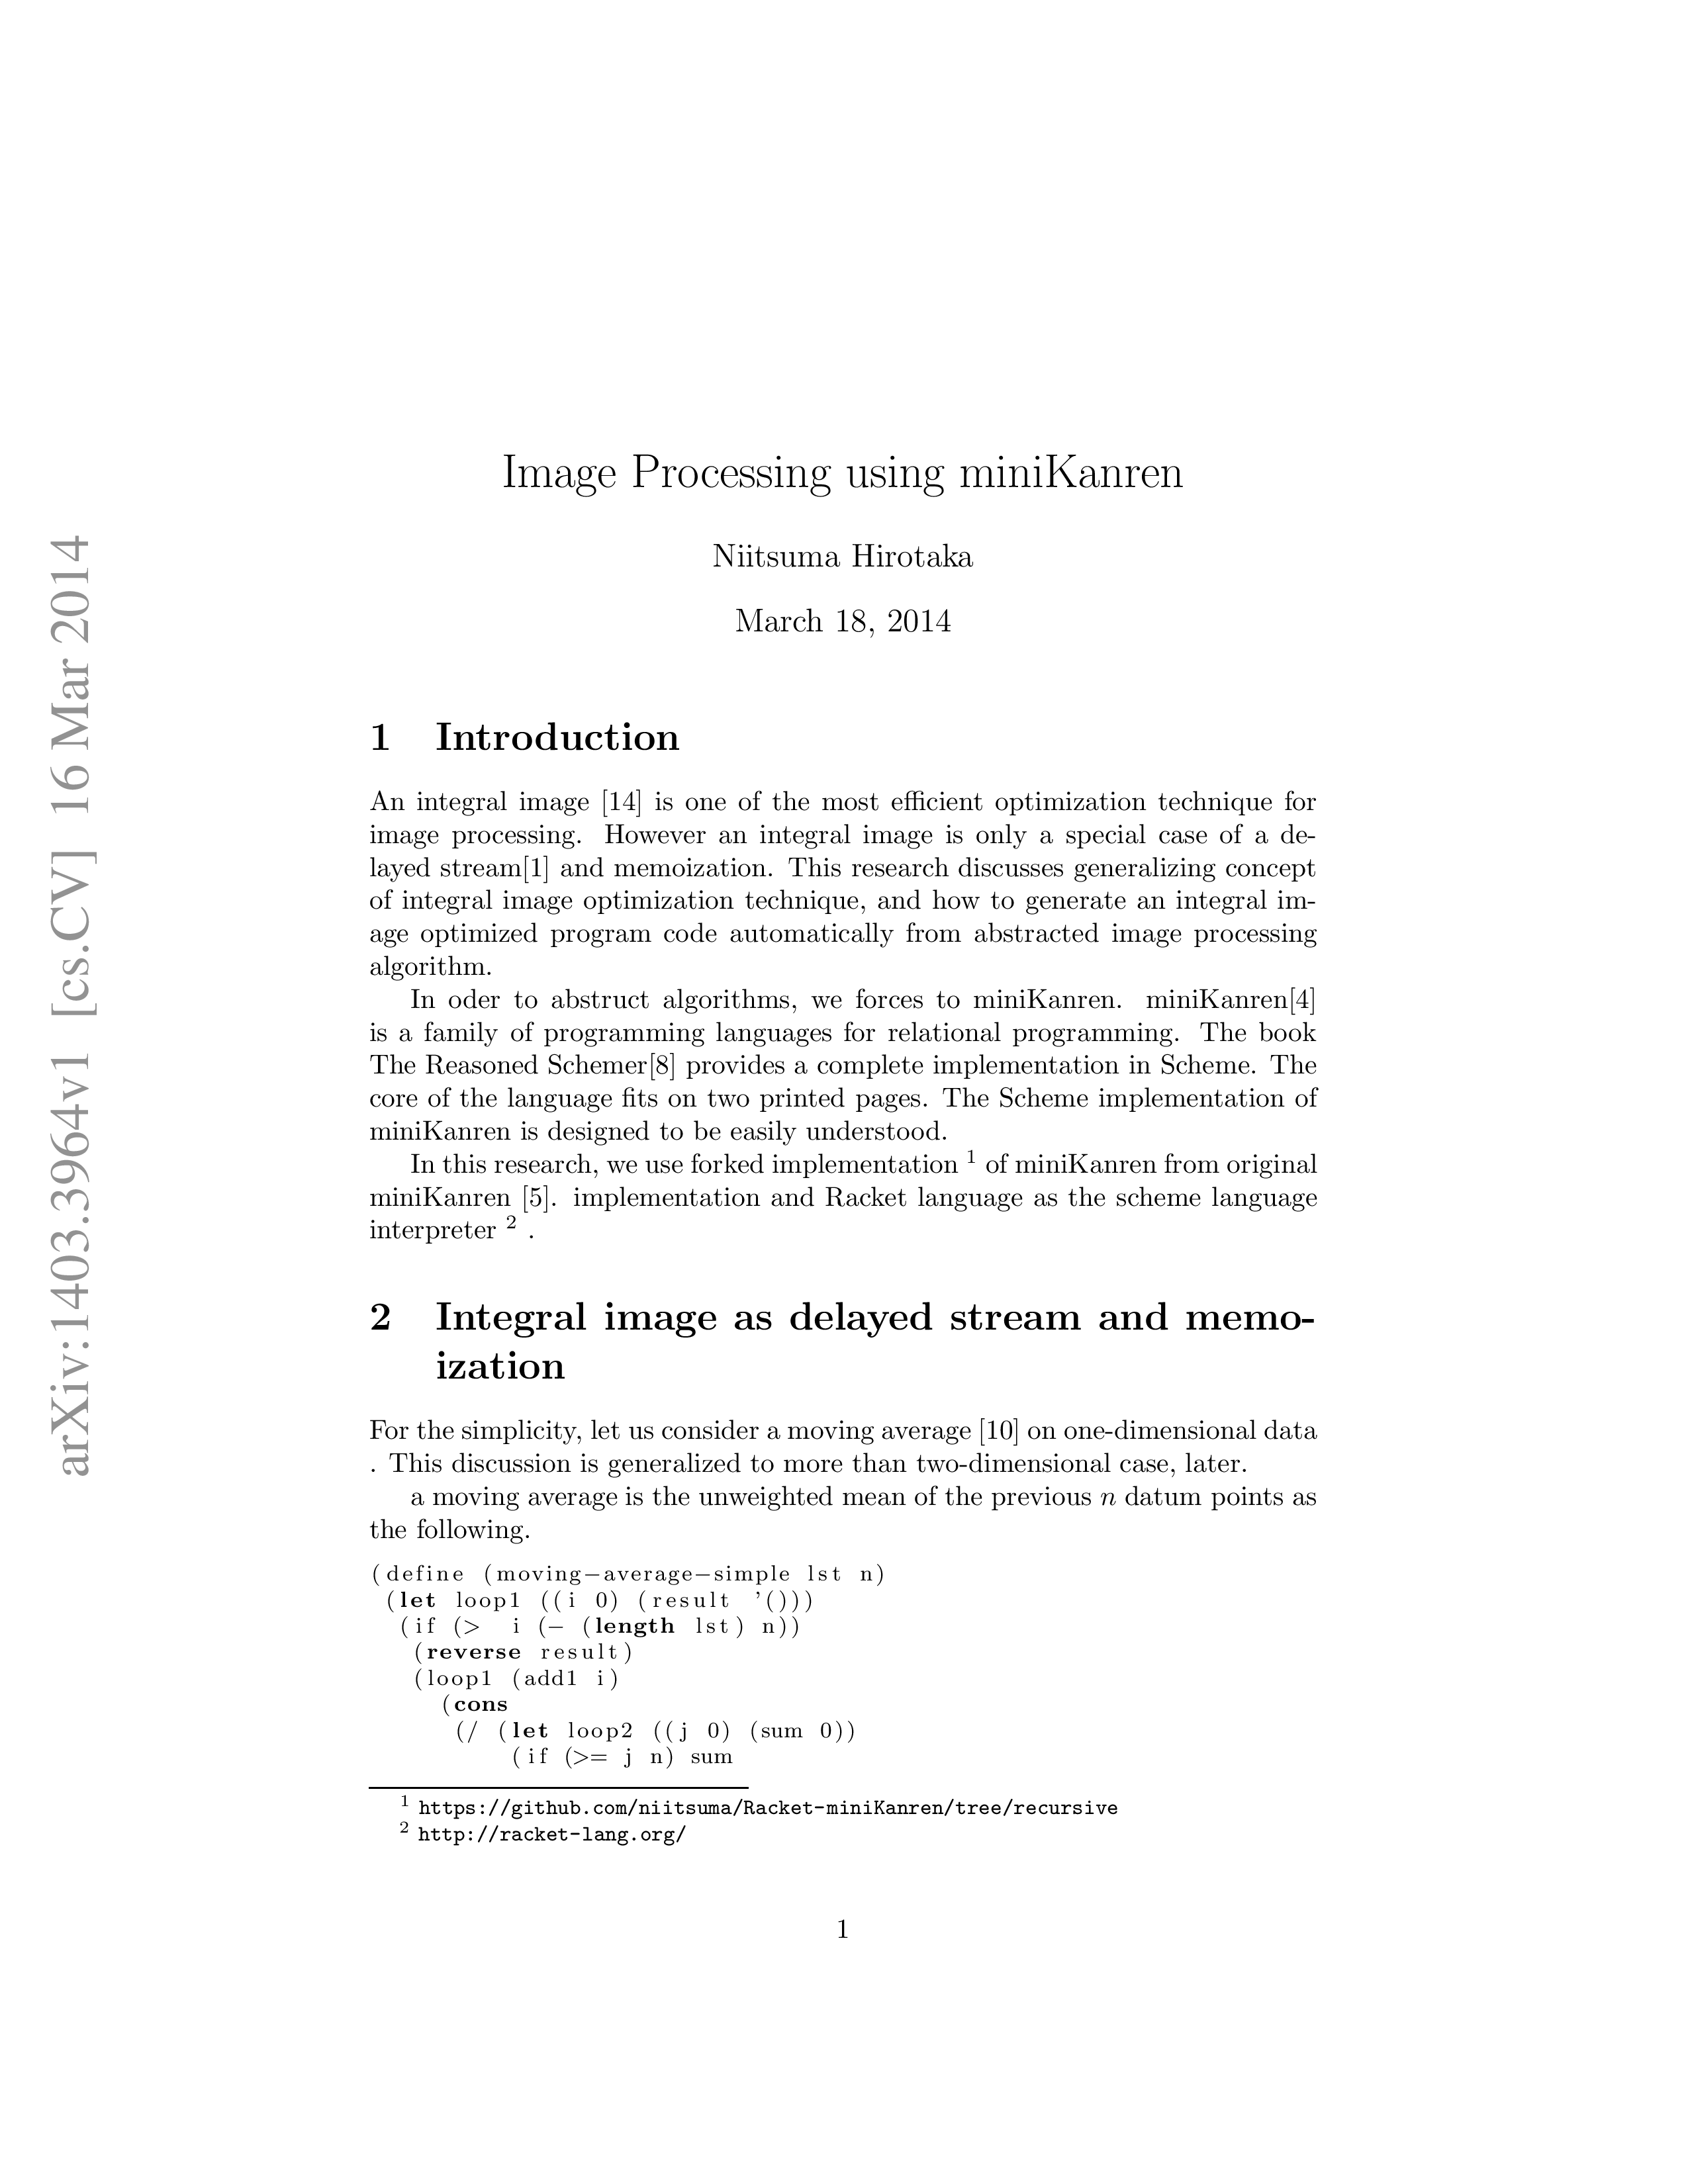 arXiv:1403.3964v1 [cs.CV] 16 Mar 2014
Image Processing using miniKanren
Niitsuma Hirotaka
March 18, 2014
1 Introduction
An integral image [14] is one of the most efficient optimization technique for
image processing. However an integral image is only a special case of a de-
layed stream[1] and memoization. This research discusses generalizing concept
of integral image optimization technique, and how to generate an integral im-
age optimized program code automatically from abstracted image processing
algorithm.
In oder to abstruct algorithms, we forces to miniKanren. miniKanren[4]
is a family of programming languages for relational programming. The book
The Reasoned Schemer[8] provides a complete implementation in Scheme. The
core of the language fits on two printed pages. The Scheme implementation of
miniKanren is designed to be easily understood.
In this research, we use forked implementation 1 of miniKanren from original
miniKanren [5]. implementation and Racket language as the scheme language
interpreter 2 .
2 Integral image as delayed stream and memo-
ization
For the simplicity, let us consider a moving average [10] on one-dimensional data
. This discussion is generalized to more than two-dimensional case, later.
a moving average is the unweighted mean of the previous n datum points as
the following.
(define (moving−average−simple lst n)
(let loop1 ((i 0) (result '()))
(if (> i (− (length lst) n))
(reverse result)
(loop1 (add1 i)
(cons
(/ (let loop2 ((j 0) (sum 0))
(if (>= j n) sum
1 https://github.com/niitsuma/Racket-miniKanren/tree/recursive
2 http://racket-lang.org/
1